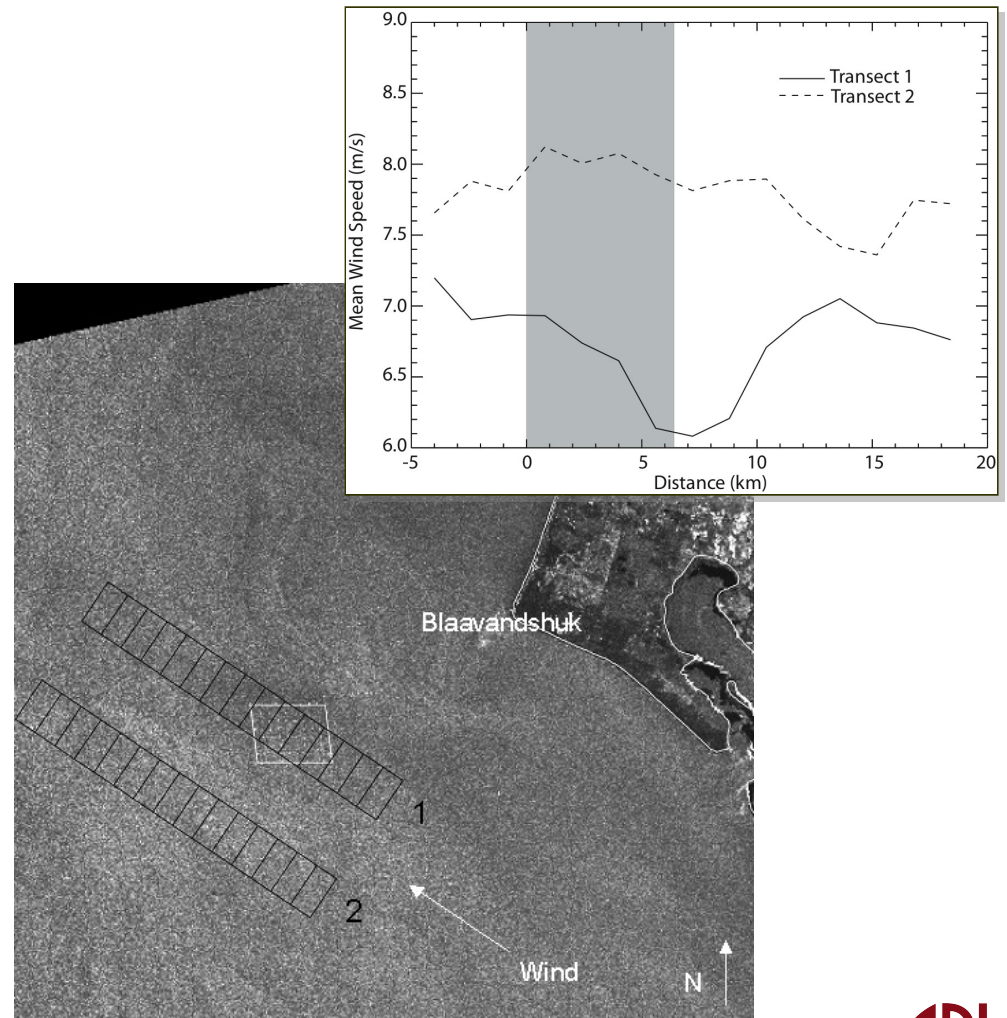 9.0
8.5
8.0
7.5
7.0
6.5
6.0
Mean Wind Speed (m/s)
Transect 1
Transect 2
-5 0 5 10 15 20
Distance (km)
Blaavandshuk
1
2
Wind
N